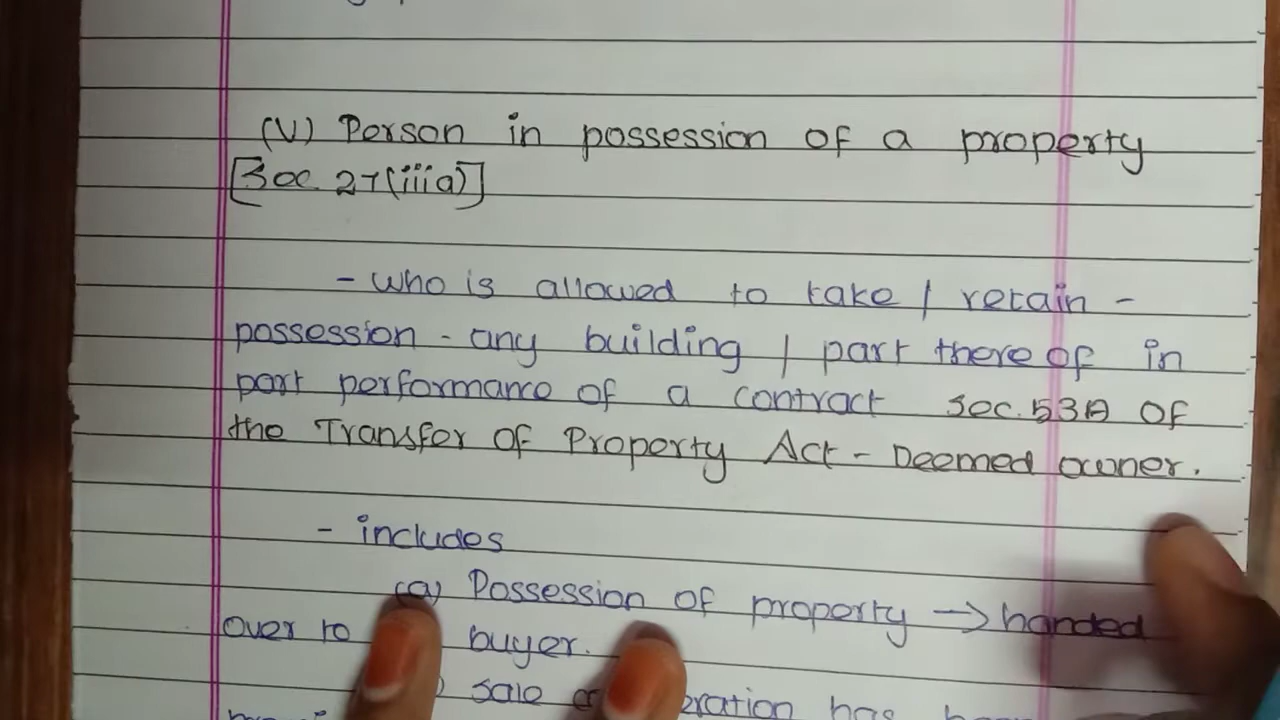 (V) Person in possession of a property
[Sec. 27(iiia)]
- who is allowed to take / retain -
possession - any building / part there of in
part performance of a contract Sec. 53A of
the Transfer of Property Act - Deemed owner.
- includes
(a) Possession of property → handed
over to buyer.
) sale has